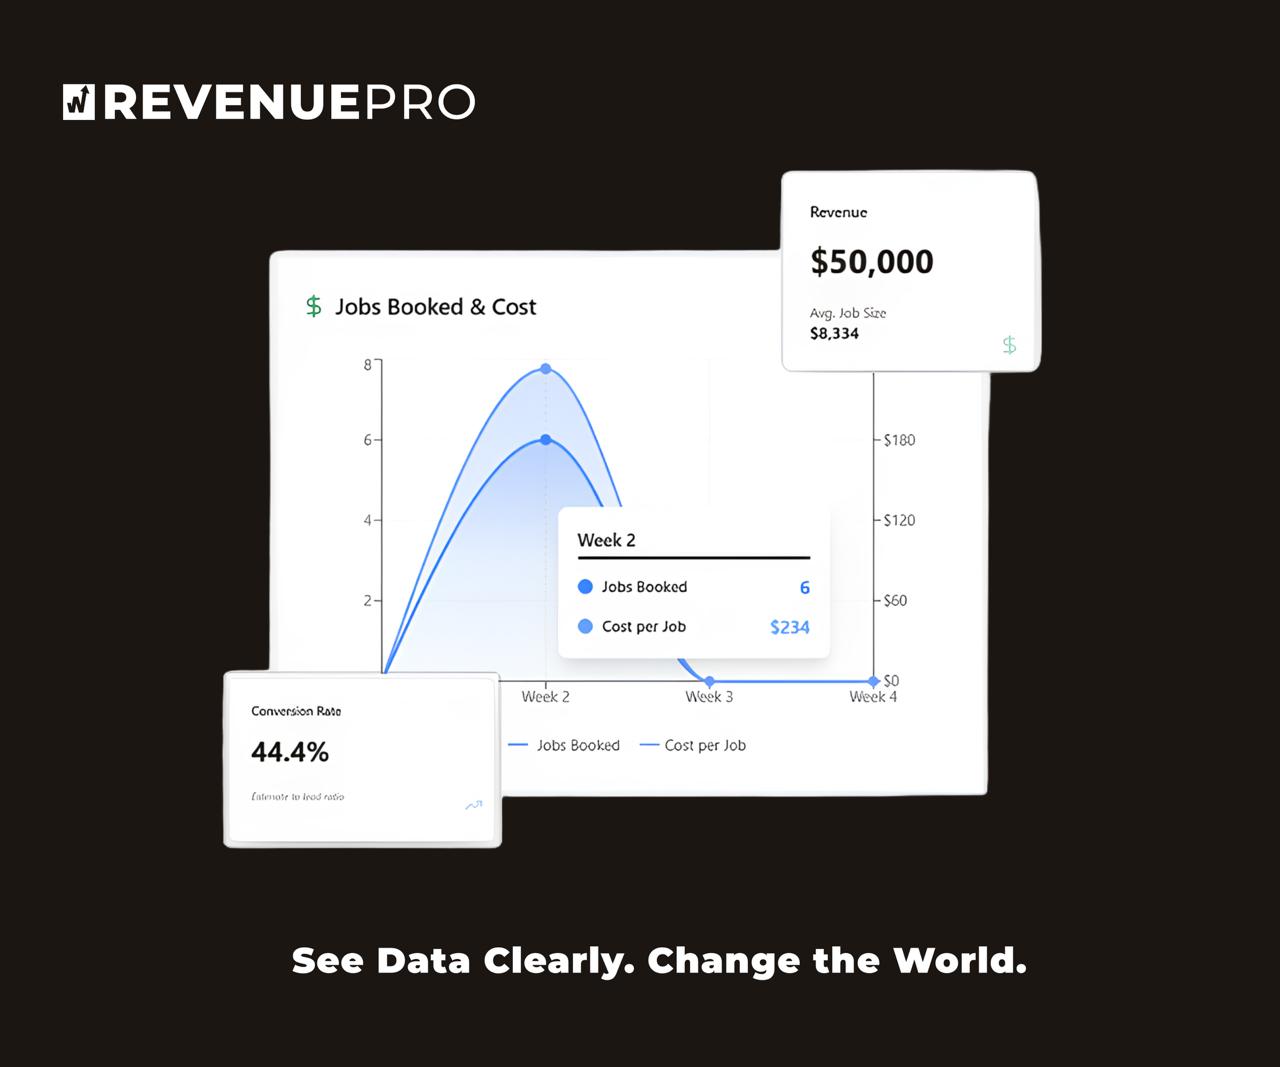 REVENUEPRO
Revenue
$50,000
Avg. Job Size
$8,334
$
$ Jobs Booked & Cost
8
6
4
2
$180
$120
$60
$0
Week 2
Jobs Booked 6
Cost per Job $234
Week 2 Week 3 Week 4
Jobs Booked Cost per Job
Conversion Rate
44.4%
to lead ratio
See Data Clearly. Change the World.